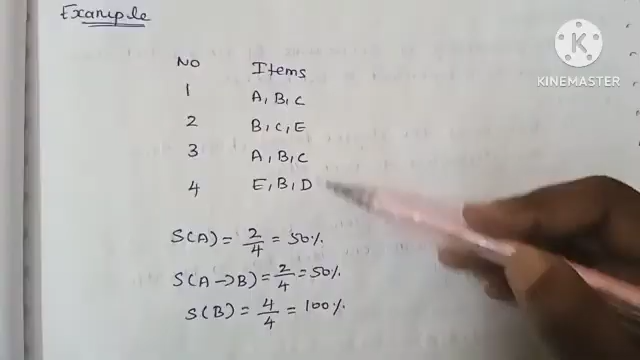 Example
K
KINEMASTER
NO Items
1 A, B, C
2 B, C, E
3 A, B, C
4 E, B, D
S(A) = 2/4 = 50%
S(A→B) = 2/4 = 50%
S(B) = 4/4 = 100%